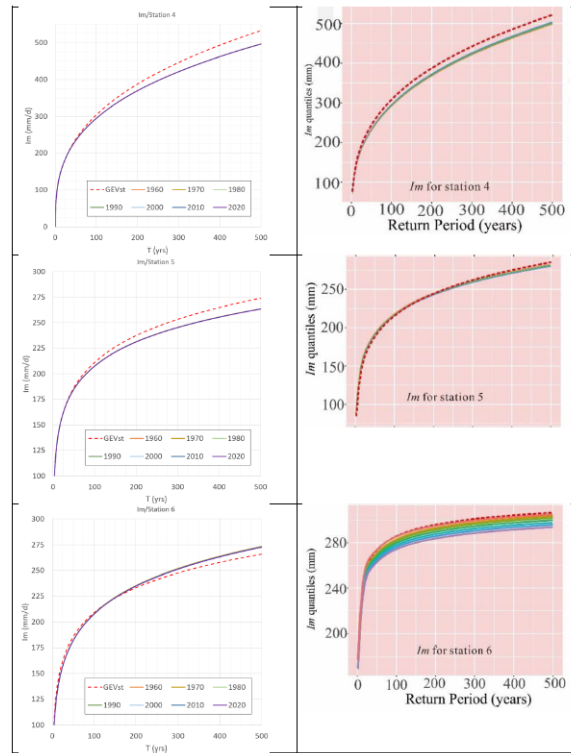 Im/Station 4
550
500
450
400
350
300
250
200
150
100
50
0
Im (mm/d)
GEVst 1960 1970 1980
1990 2000 2010 2020
0 100 200 300 400 500
T (yrs)
500
400
300
200
100
Im quantiles (mm)
Im for station 4
0 100 200 300 400 500
Return Period (years)
Im/Station 5
300
275
250
225
200
175
150
125
100
Im (mm/d)
GEVst 1960 1970 1980
1990 2000 2010 2020
0 100 200 300 400 500
T (yrs)
250
200
150
100
Im quantiles (mm)
Im for station 5
Im/Station 6
300
275
250
225
200
175
150
125
100
Im (mm/d)
GEVst 1960 1970 1980
1990 2000 2010 2020
0 100 200 300 400 500
T (yrs)
280
240
200
Im quantiles (mm)
Im for station 6
0 100 200 300 400 500
Return Period (years)